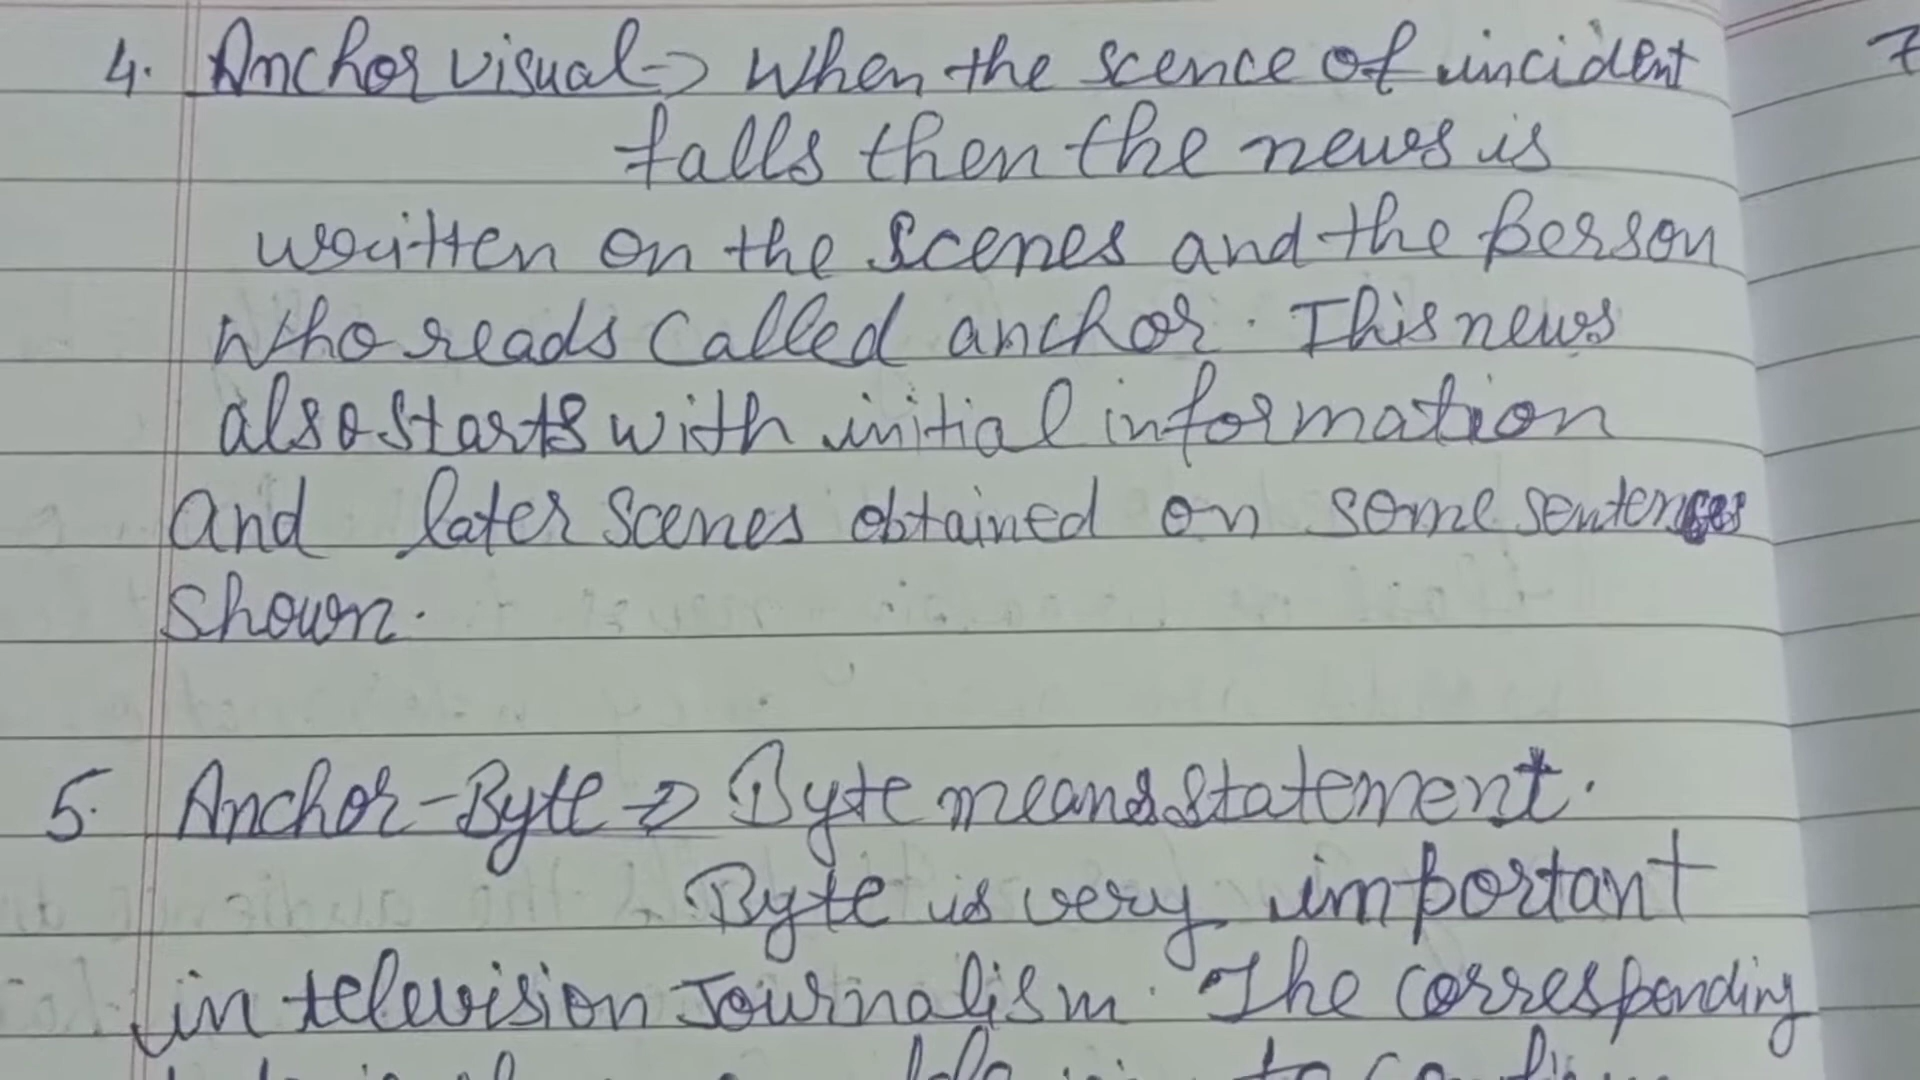 4. Anchor visual → When the scence of incident
falls then the news is
written on the scenes and the person
who reads called anchor. This news
also starts with initial information
and later scenes obtained on some sentences
shown.
5. Anchor-Byte → Byte means statement.
Byte is very important
in television Journalism. The corresponding
to
7